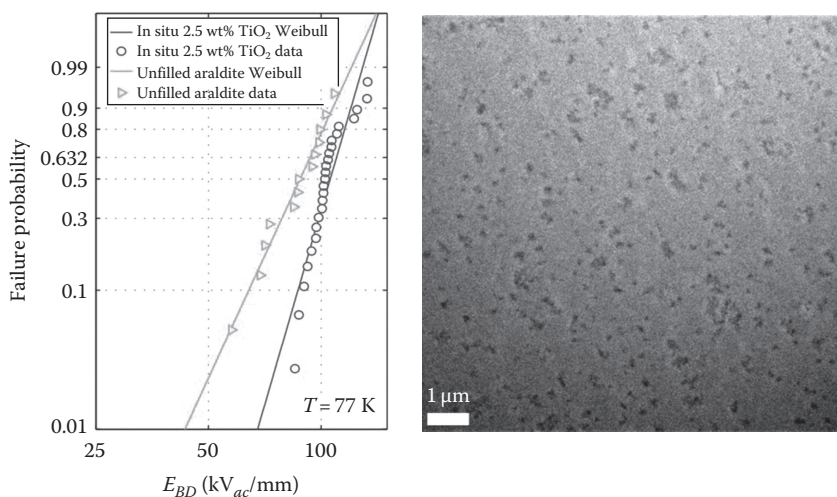 In situ 2.5 wt% TiO₂ Weibull
In situ 2.5 wt% TiO₂ data
Unfilled araldite Weibull
Unfilled araldite data
Failure probability
0.99
0.9
0.8
0.632
0.5
0.3
0.1
0.01
T = 77 K
25
50
100
E_BD (kV_ac/mm)
1 µm